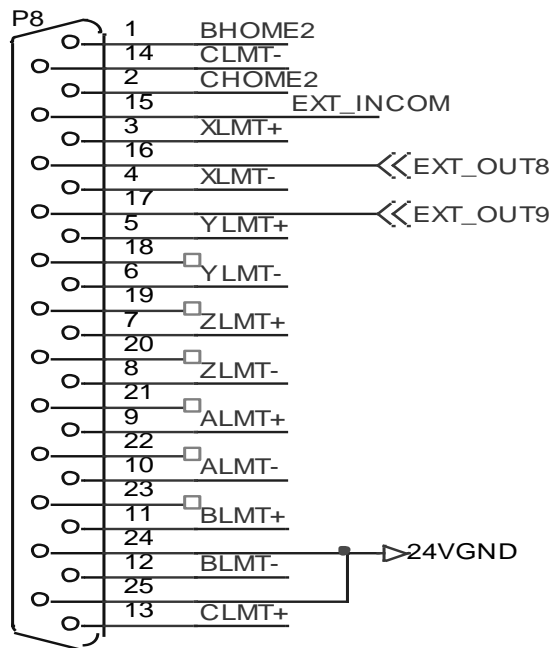 P8
1 BHOME2
14 CLMT-
2 CHOME2
15 EXT_INCOM
3 XLMT+
16 EXT_OUT8
4 XLMT-
17 EXT_OUT9
5 YLMT+
18
6 YLMT-
19
7 ZLMT+
20
8 ZLMT-
21
9 ALMT+
22
10 ALMT-
23
11 BLMT+
24 24VGND
12 BLMT-
25
13 CLMT+